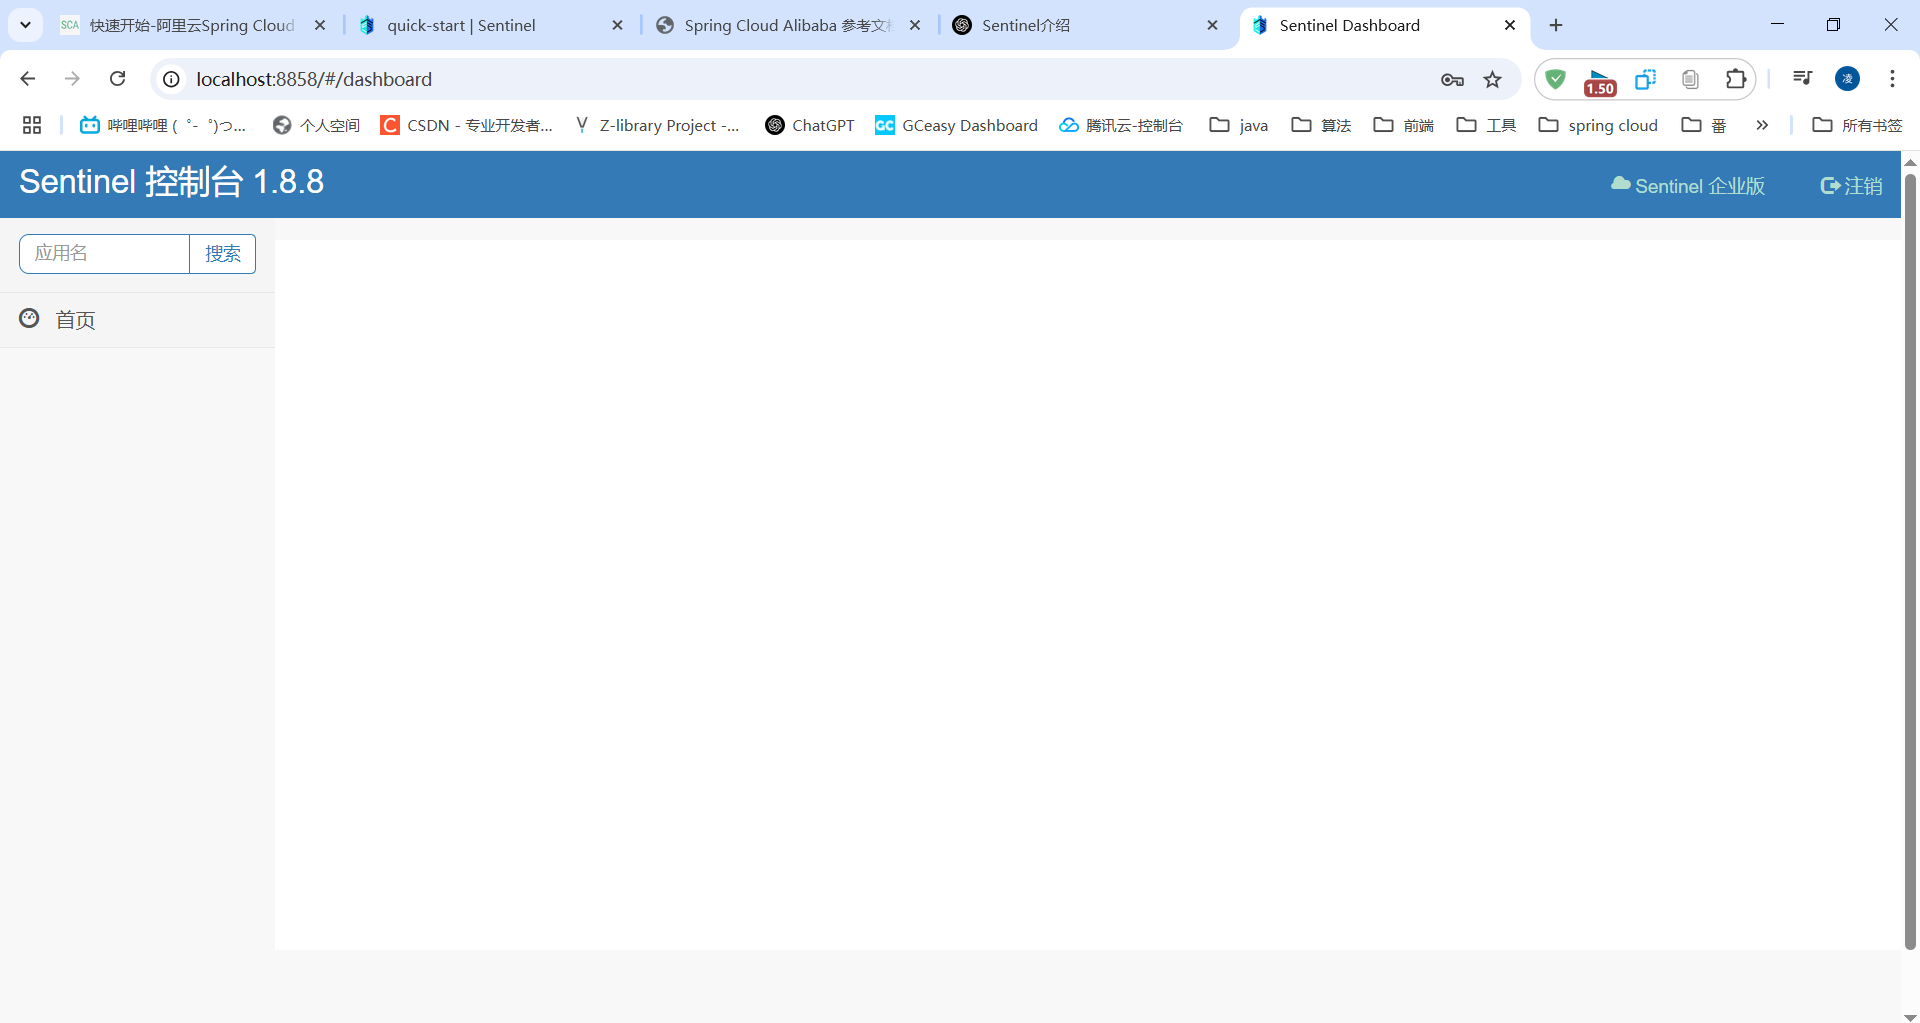 快速开始-阿里云Spring Cloud
quick-start | Sentinel
Spring Cloud Alibaba 参考文
Sentinel介绍
Sentinel Dashboard
localhost:8858/#/dashboard
1.50
凌
哔哩哔哩 (゜-゜)つ...
个人空间
CSDN - 专业开发者...
Z-library Project -...
ChatGPT
GCeasy Dashboard
腾讯云-控制台
java
算法
前端
工具
spring cloud
番
所有书签
Sentinel 控制台 1.8.8
Sentinel 企业版
注销
应用名
搜索
首页